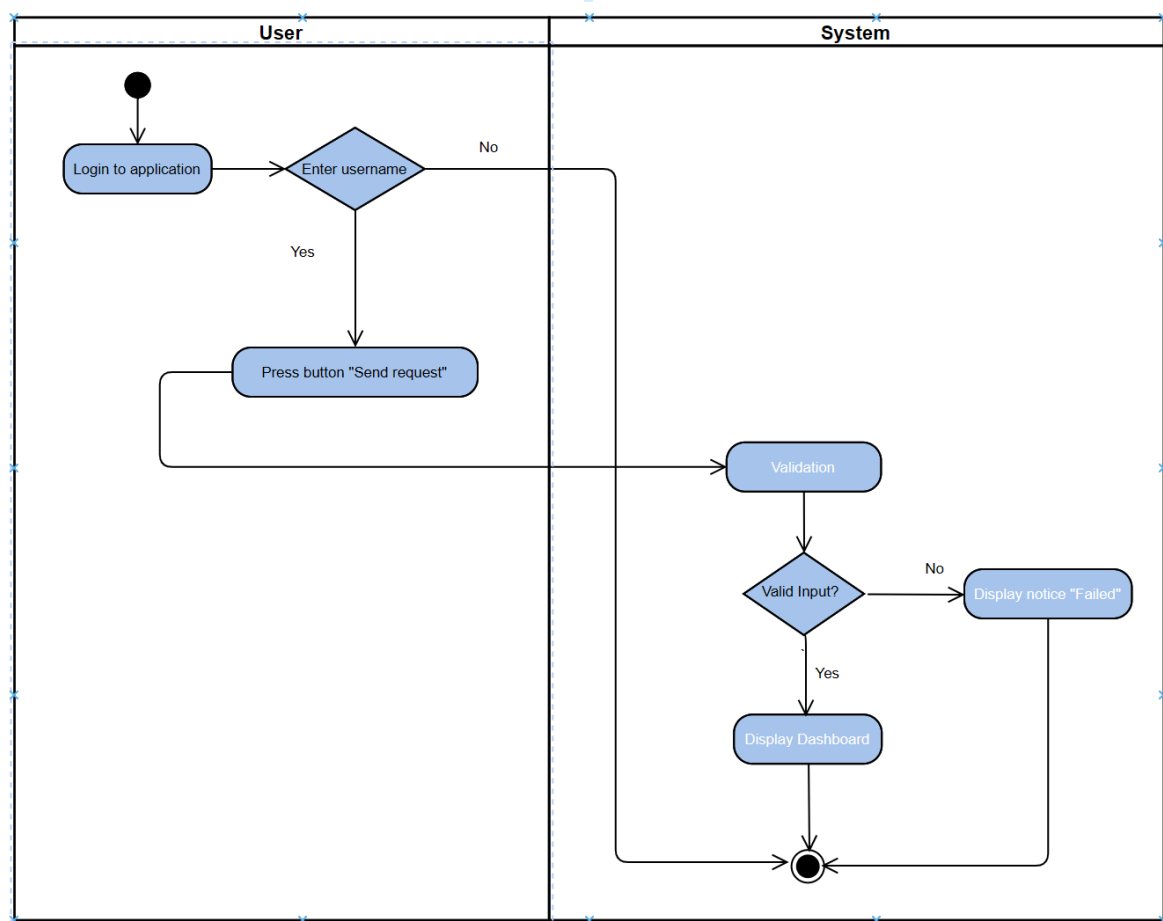 User
System
Login to application
Enter username
No
Yes
Press button "Send request"
Validation
Valid Input?
No
Display notice "Failed"
Yes
Display Dashboard